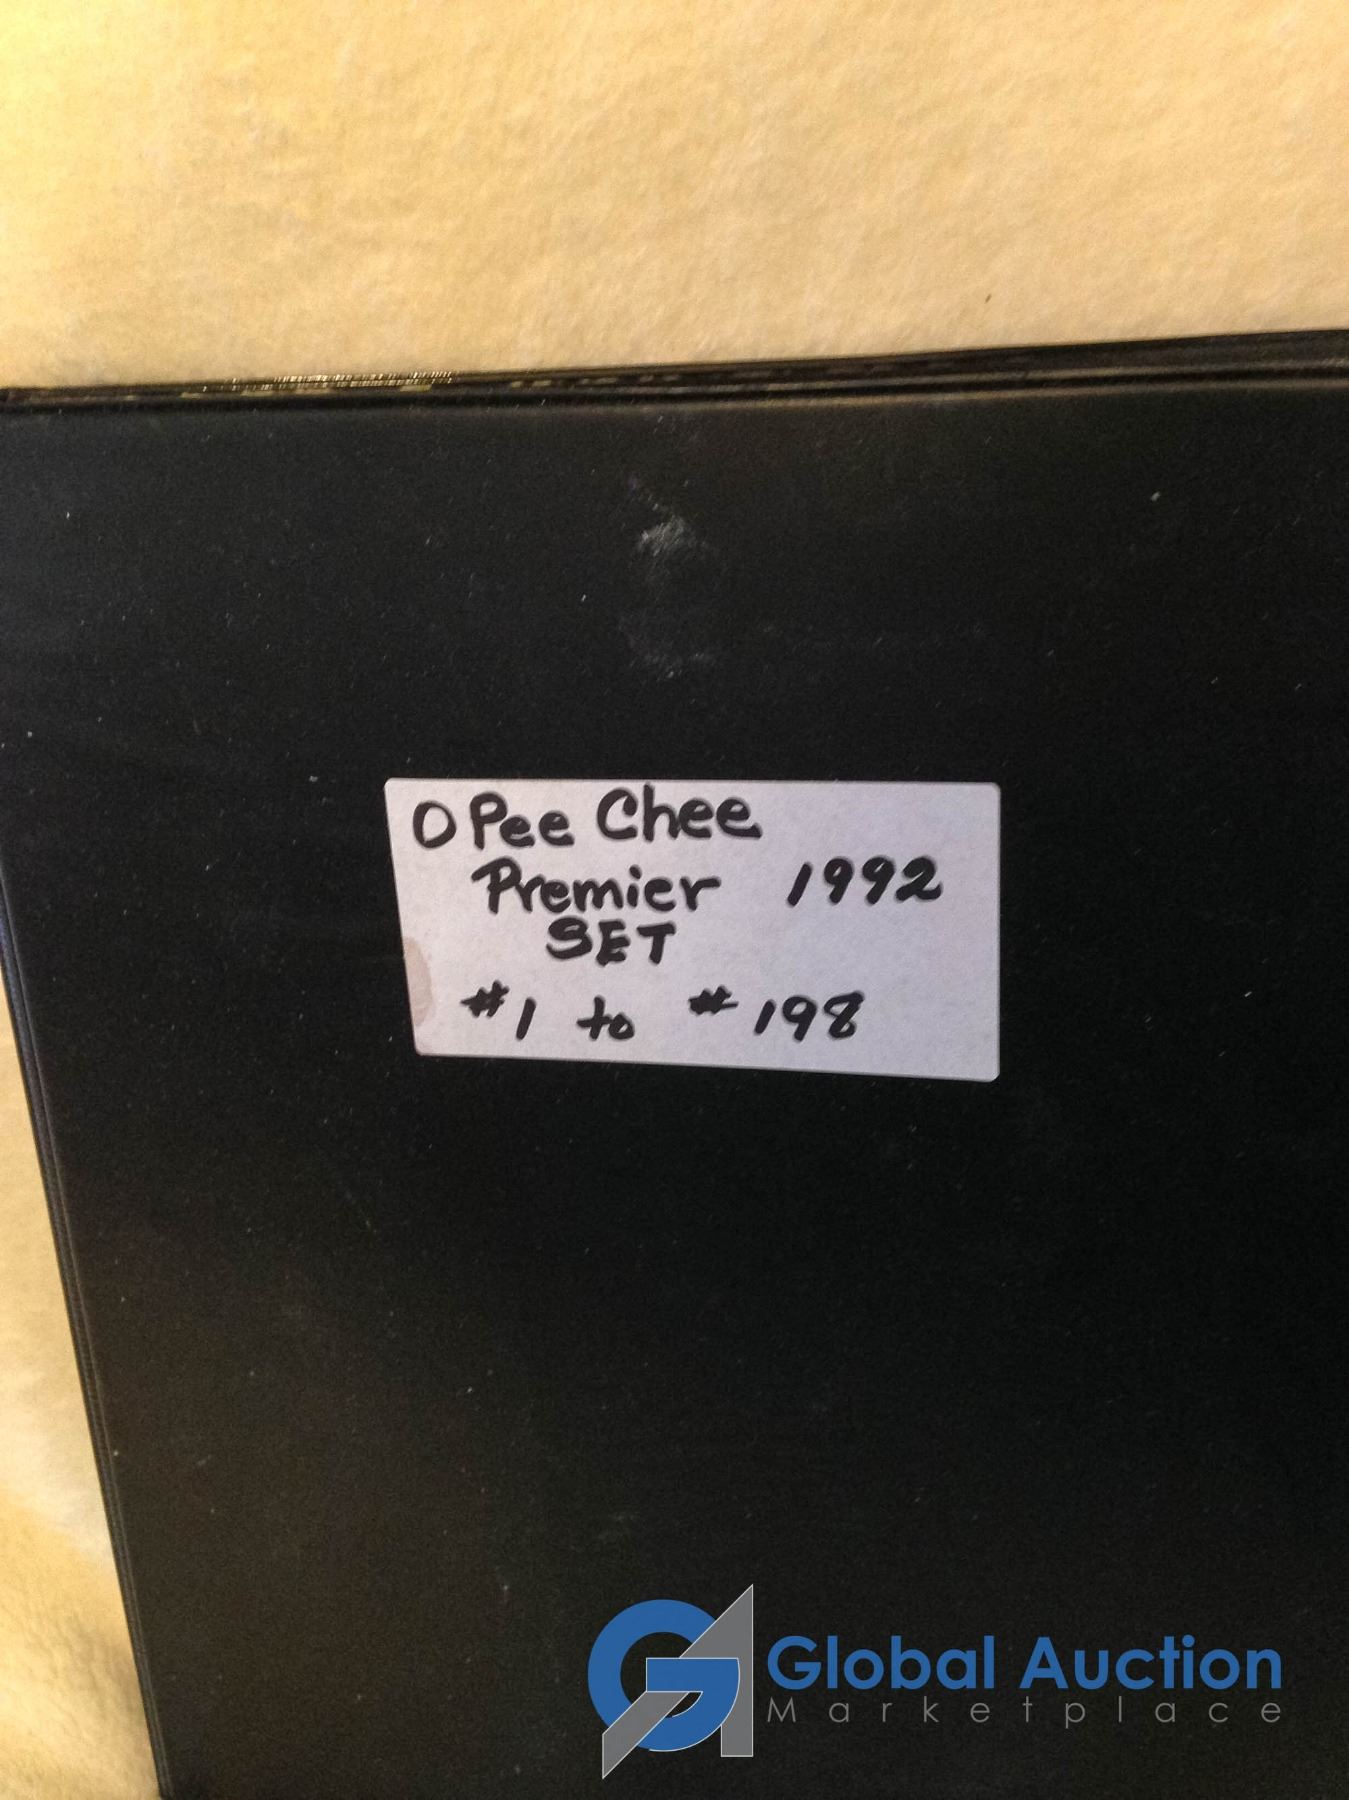 O Pee Chee
Premier 1992
SET
#1 to #198
Global Auction
Marketplace